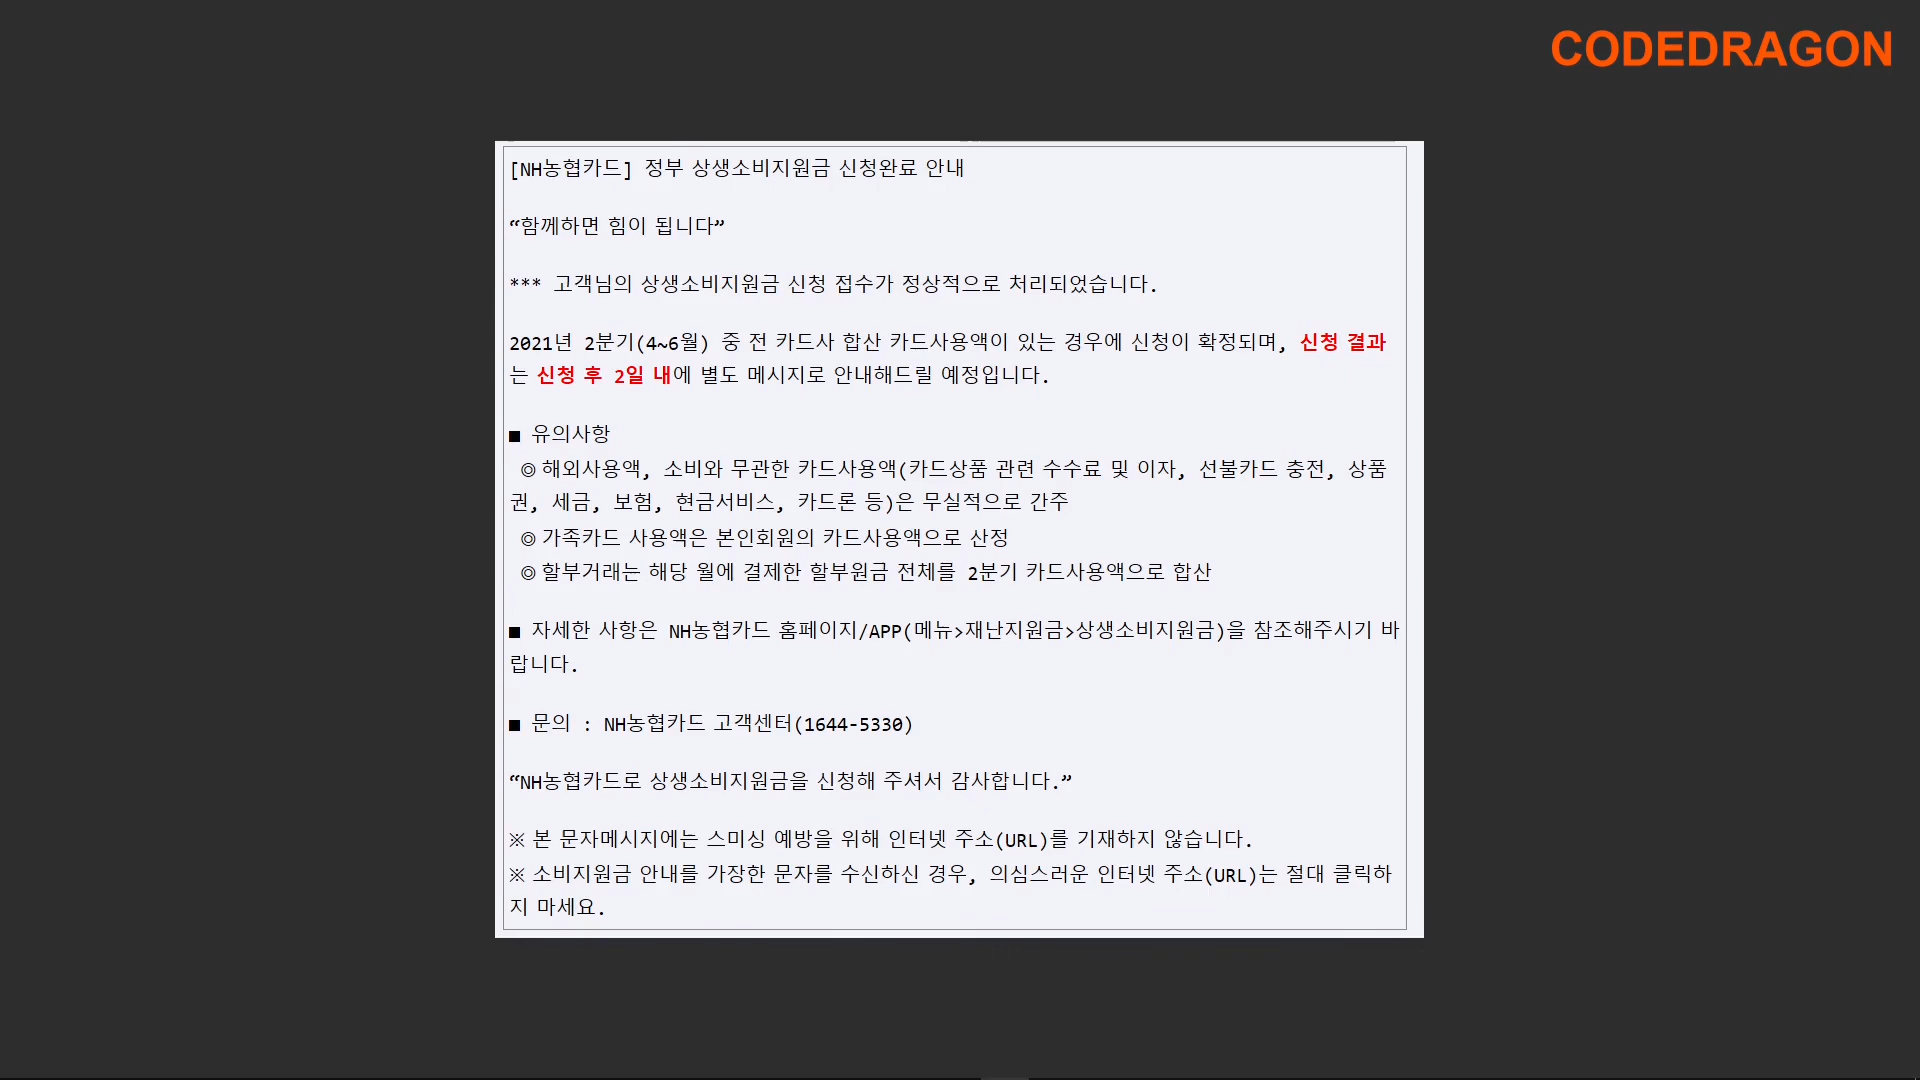 CODEDRAGON
[NH농협카드] 정부 상생소비지원금 신청완료 안내
“함께하면 힘이 됩니다”
*** 고객님의 상생소비지원금 신청 접수가 정상적으로 처리되었습니다.
2021년 2분기(4~6월) 중 전 카드사 합산 카드사용액이 있는 경우에 신청이 확정되며, 신청 결과
는 신청 후 2일 내에 별도 메시지로 안내해드릴 예정입니다.
■ 유의사항
◎ 해외사용액, 소비와 무관한 카드사용액(카드상품 관련 수수료 및 이자, 선불카드 충전, 상품
권, 세금, 보험, 현금서비스, 카드론 등)은 무실적으로 간주
◎ 가족카드 사용액은 본인회원의 카드사용액으로 산정
◎ 할부거래는 해당 월에 결제한 할부원금 전체를 2분기 카드사용액으로 합산
■ 자세한 사항은 NH농협카드 홈페이지/APP(메뉴>재난지원금>상생소비지원금)을 참조해주시기 바
랍니다.
■ 문의 : NH농협카드 고객센터(1644-5330)
“NH농협카드로 상생소비지원금을 신청해 주셔서 감사합니다.”
※ 본 문자메시지에는 스미싱 예방을 위해 인터넷 주소(URL)를 기재하지 않습니다.
※ 소비지원금 안내를 가장한 문자를 수신하신 경우, 의심스러운 인터넷 주소(URL)는 절대 클릭하
지 마세요.